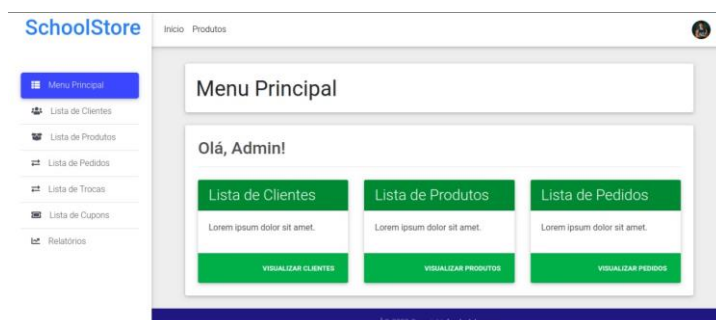 SchoolStore
Inicio Produtos
Menu Principal
Lista de Clientes
Lista de Produtos
Lista de Pedidos
Lista de Trocas
Lista de Cupons
Relatórios
Menu Principal
Olá, Admin!
Lista de Clientes
Lorem ipsum dolor sit amet.
VISUALIZAR CLIENTES
Lista de Produtos
Lorem ipsum dolor sit amet.
VISUALIZAR PRODUTOS
Lista de Pedidos
Lorem ipsum dolor sit amet.
VISUALIZAR PEDIDOS